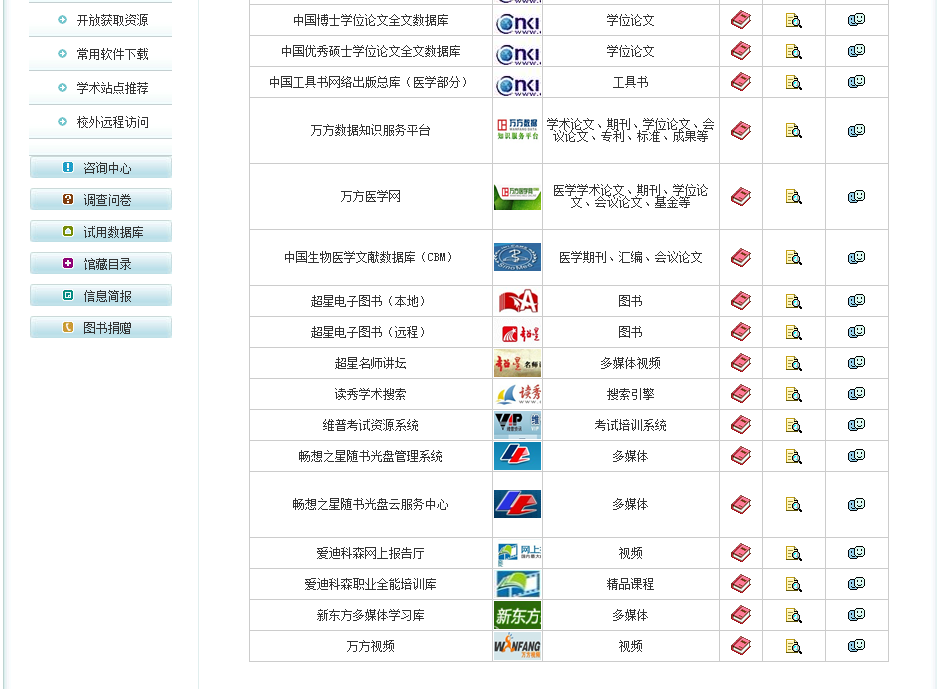 开放获取资源
常用软件下载
学术站点推荐
校外远程访问
咨询中心
调查问卷
试用数据库
馆藏目录
信息简报
图书捐赠
中国博士学位论文全文数据库 学位论文
中国优秀硕士学位论文全文数据库 学位论文
中国工具书网络出版总库（医学部分） 工具书
万方数据知识服务平台 万方数据 知识服务平台 学术论文、期刊、学位论文、会
议论文、专利、标准、成果等
万方医学网 万方医学网 医学学术论文、期刊、学位论
文、会议论文、基金等
中国生物医学文献数据库（CBM） 医学期刊、汇编、会议论文
超星电子图书（本地） 图书
超星电子图书（远程） 超星 图书
超星名师讲坛 超星名师 多媒体视频
读秀学术搜索 读秀 搜索引擎
维普考试资源系统 VIP 维 考试培训系统
畅想之星随书光盘管理系统 多媒体
畅想之星随书光盘云服务中心 多媒体
爱迪科森网上报告厅 网上 视频
爱迪科森职业全能培训库 精品课程
新东方多媒体学习库 新东方 多媒体
万方视频 WANFANG 万方视频 视频